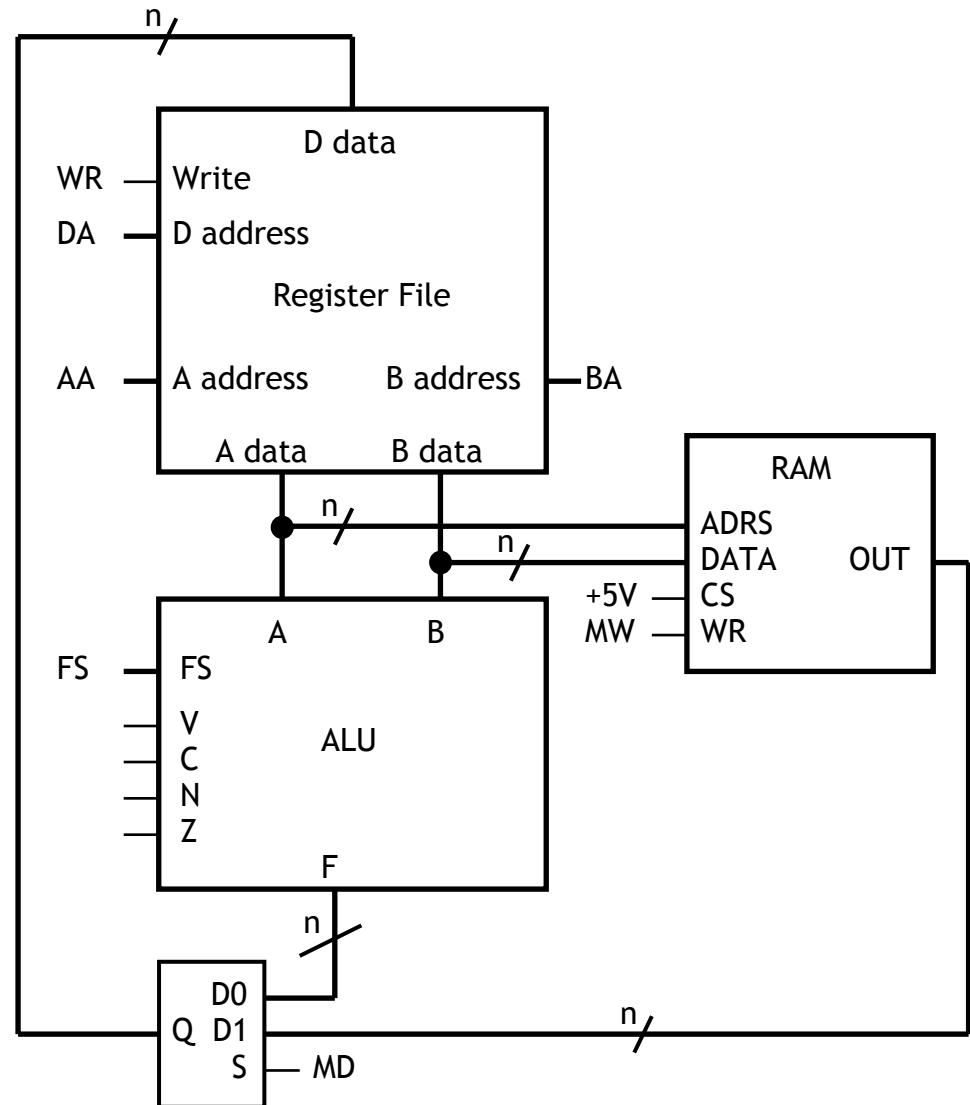 n
D data
WR Write
DA D address
Register File
AA A address B address BA
A data B data
RAM
n ADRS
n DATA OUT
+5V CS
MW WR
A B
FS FS
V
ALU
C
N
Z
F
n
D0
Q D1 n
S MD